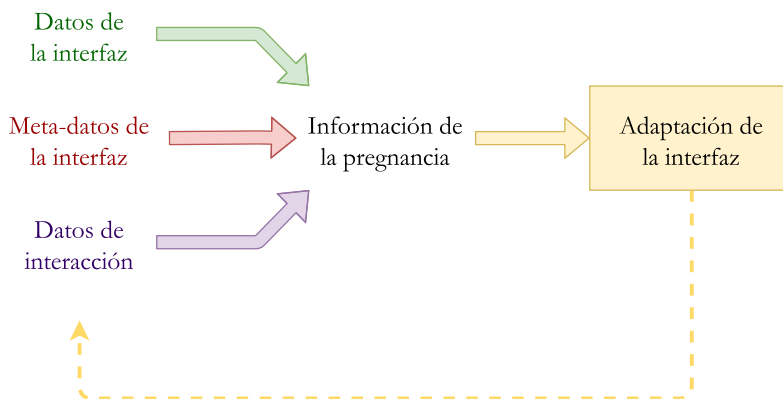 Datos de
la interfaz
Meta-datos de
la interfaz
Datos de
interacción
Información de
la pregnancia
Adaptación de
la interfaz